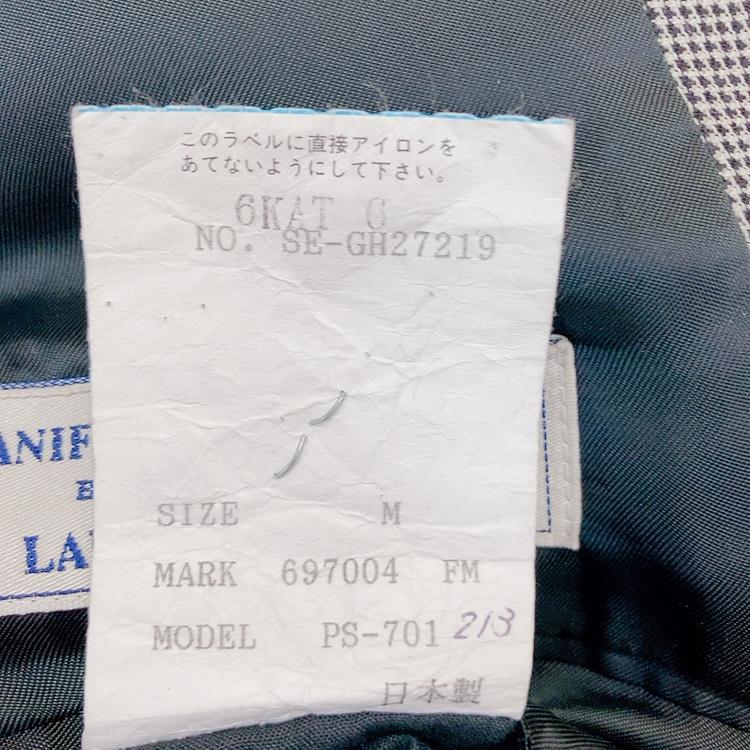 このラベルに直接アイロンを
あてないようにして下さい。
6KAT 6
NO. SE-GH27219
SIZE M
MARK 697004 FM
MODEL PS-701 213
日本製